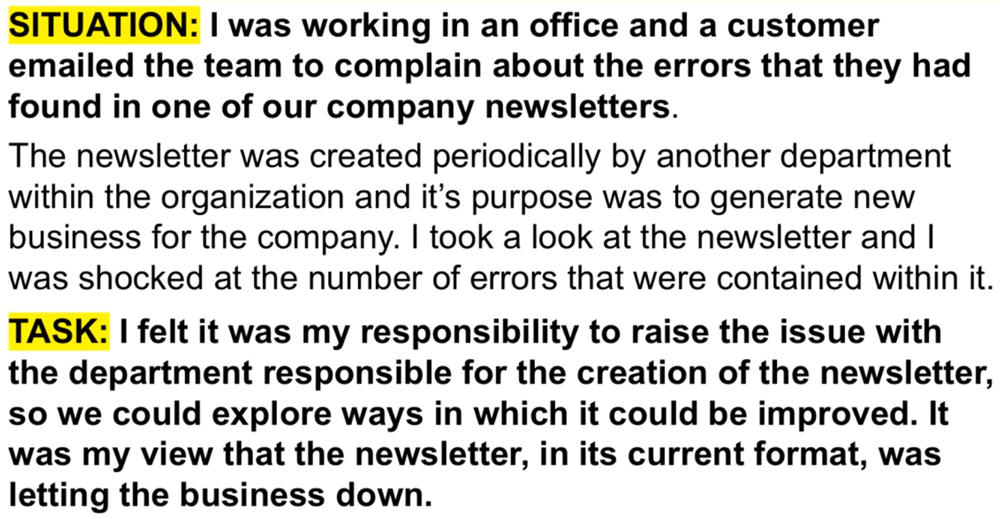 SITUATION: I was working in an office and a customer
emailed the team to complain about the errors that they had
found in one of our company newsletters.
The newsletter was created periodically by another department
within the organization and it’s purpose was to generate new
business for the company. I took a look at the newsletter and I
was shocked at the number of errors that were contained within it.
TASK: I felt it was my responsibility to raise the issue with
the department responsible for the creation of the newsletter,
so we could explore ways in which it could be improved. It
was my view that the newsletter, in its current format, was
letting the business down.